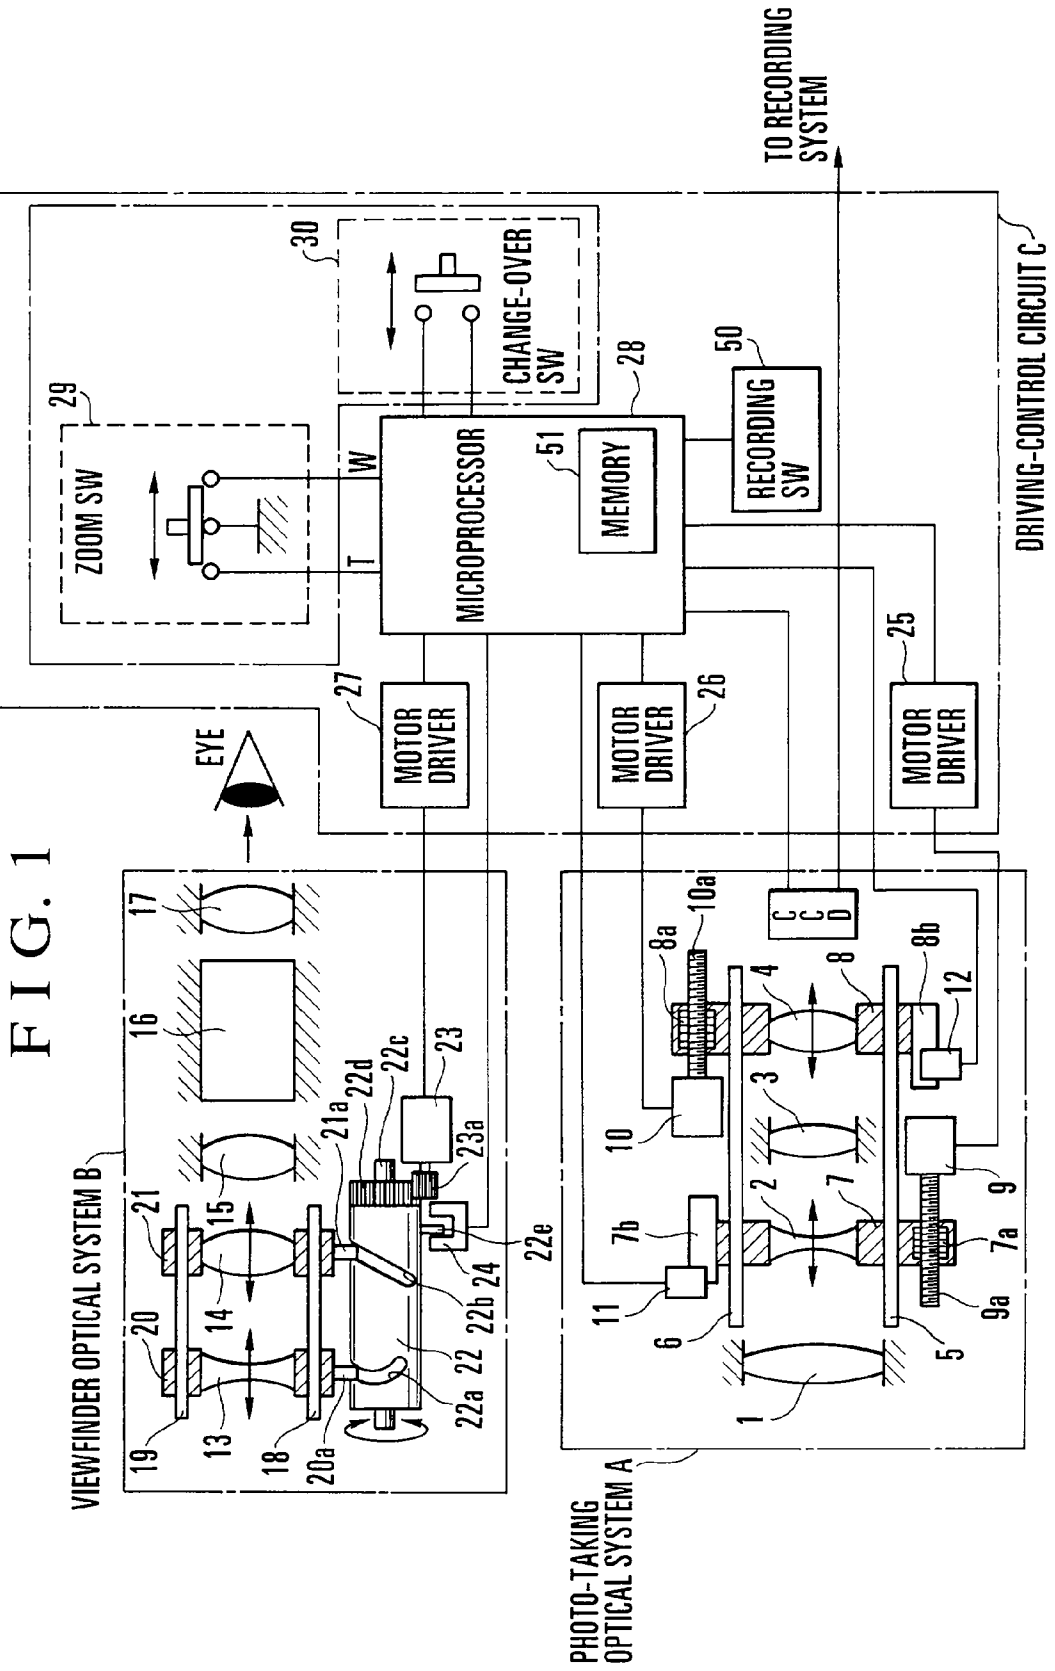 FIG. 1
VIEWFINDER OPTICAL SYSTEM B
19
20
21
13
14
15
16
17
EYE
18
20a
22a
22
22b
21a
22d
22c
23
23a
24
22e
ZOOM SW
29
T
W
30
CHANGE-OVER
SW
27
MOTOR
DRIVER
MICROPROCESSOR
28
51
MEMORY
50
RECORDING
SW
MOTOR
DRIVER
26
MOTOR
DRIVER
25
TO RECORDING
SYSTEM
DRIVING-CONTROL CIRCUIT C
PHOTO-TAKING
OPTICAL SYSTEM A
11
7b
10
8a
10a
6
1
2
3
4
7
8
CCD
5
9a
7a
9
12
8b